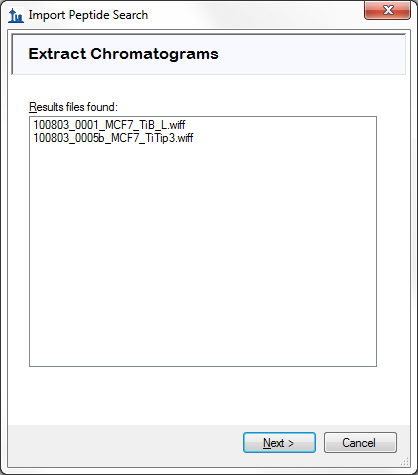 Import Peptide Search
Extract Chromatograms
Results files found:
100803_0001_MCF7_TiB_L.wiff
100803_0005b_MCF7_TiTip3.wiff
Next >
Cancel